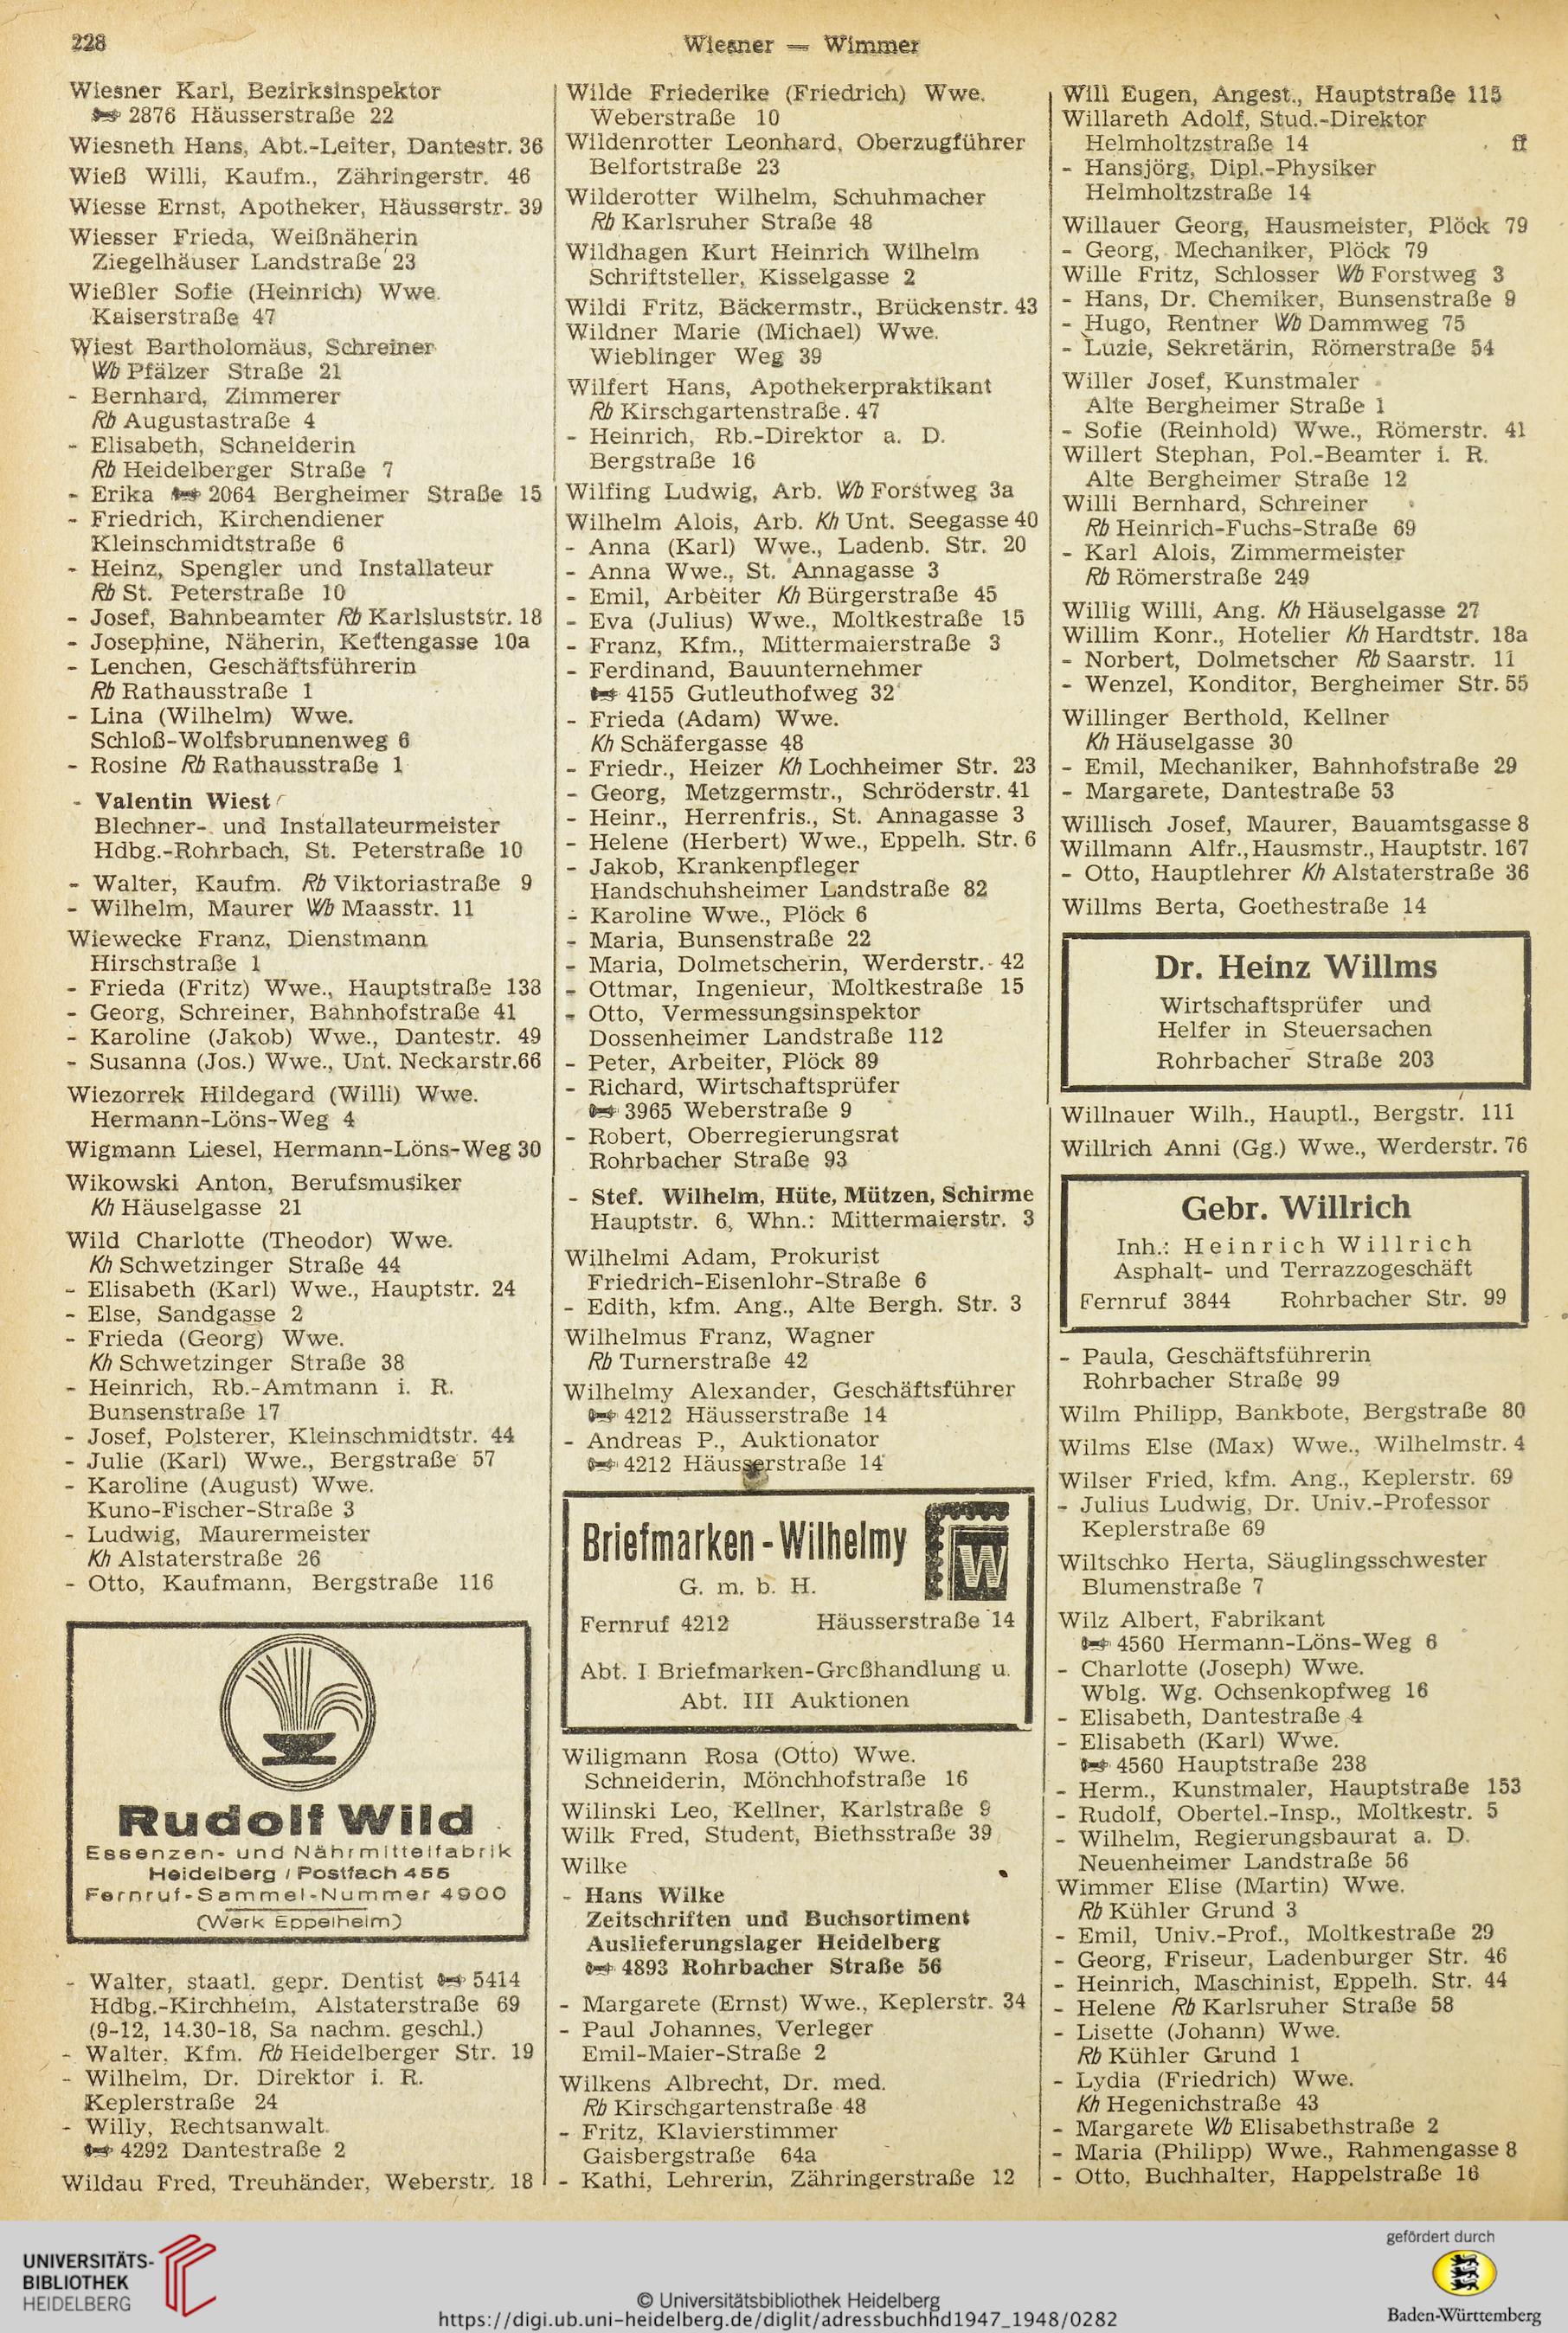 228
Wiesner — Wimmer
Wiesner Karl, Bezirksinspektor
2876 Häusserstraße 22
Wiesneth Hans, Abt.-Leiter, Dantestr. 36
Wieß Willi, Kaufm., Zähringerstr. 46
Wiesse Ernst, Apotheker, Häusserstr. 39
Wiesser Frieda, Weißnäherin
Ziegelhäuser Landstraße 23
Wießler Sofie (Heinrich) Wwe.
Kaiserstraße 47
Wiest Bartholomäus, Schreiner
Wb Pfälzer Straße 21
- Bernhard, Zimmerer
Rb Augustastraße 4
- Elisabeth, Schneiderin
Rb Heidelberger Straße 7
- Erika 2064 Bergheimer Straße 15
- Friedrich, Kirchendiener
Kleinschmidtstraße 6
- Heinz, Spengler und Installateur
Rb St. Peterstraße 10
- Josef, Bahnbeamter Rb Karlsluststr. 18
- Josephine, Näherin, Kettengasse 10a
- Lenchen, Geschäftsführerin
Rb Rathausstraße 1
- Lina (Wilhelm) Wwe.
Schloß-Wolfsbrunnenweg 6
- Rosine Rb Rathausstraße 1
- Valentin Wiest
Blechner- und Installateurmeister
Hdbg.-Rohrbach, St. Peterstraße 10
- Walter, Kaufm. Rb Viktoriastraße 9
- Wilhelm, Maurer Wb Maasstr. 11
Wiewecke Franz, Dienstmann
Hirschstraße 1
- Frieda (Fritz) Wwe., Hauptstraße 133
- Georg, Schreiner, Bahnhofstraße 41
- Karoline (Jakob) Wwe., Dantestr. 49
- Susanna (Jos.) Wwe., Unt. Neckarstr.66
Wiezorrek Hildegard (Willi) Wwe.
Hermann-Löns-Weg 4
Wigmann Liesel, Hermann-Löns-Weg 30
Wikowski Anton, Berufsmusiker
Kh Häuselgasse 21
Wild Charlotte (Theodor) Wwe.
Kh Schwetzinger Straße 44
- Elisabeth (Karl) Wwe., Hauptstr. 24
- Else, Sandgasse 2
- Frieda (Georg) Wwe.
Kh Schwetzinger Straße 38
- Heinrich, Rb.-Amtmann i. R.
Bunsenstraße 17
- Josef, Polsterer, Kleinschmidtstr. 44
- Julie (Karl) Wwe., Bergstraße 57
- Karoline (August) Wwe.
Kuno-Fischer-Straße 3
- Ludwig, Maurermeister
Kh Alstaterstraße 26
- Otto, Kaufmann, Bergstraße 116
Rudolf Wild
Essenzen- und Nährmittelfabrik
Heidelberg / Postfach 455
Fernruf-Sammel-Nummer 4900
(Werk Eppelheim)
- Walter, staatl. gepr. Dentist 5414
Hdbg.-Kirchheim, Alstaterstraße 69
(9-12, 14.30-18, Sa nachm. geschl.)
- Walter, Kfm. Rb Heidelberger Str. 19
- Wilhelm, Dr. Direktor i. R.
Keplerstraße 24
- Willy, Rechtsanwalt
4292 Dantestraße 2
Wildau Fred, Treuhänder, Weberstr. 18
Wilde Friederike (Friedrich) Wwe.
Weberstraße 10
Wildenrotter Leonhard, Oberzugführer
Belfortstraße 23
Wilderotter Wilhelm, Schuhmacher
Rb Karlsruher Straße 48
Wildhagen Kurt Heinrich Wilhelm
Schriftsteller, Kisselgasse 2
Wildi Fritz, Bäckermstr., Brückenstr. 43
Wildner Marie (Michael) Wwe.
Wieblinger Weg 39
Wilfert Hans, Apothekerpraktikant
Rb Kirschgartenstraße. 47
- Heinrich, Rb.-Direktor a. D.
Bergstraße 16
Wilfing Ludwig, Arb. Wb Forstweg 3a
Wilhelm Alois, Arb. Kh Unt. Seegasse 40
- Anna (Karl) Wwe., Ladenb. Str. 20
- Anna Wwe., St. Annagasse 3
- Emil, Arbeiter Kh Bürgerstraße 45
- Eva (Julius) Wwe., Moltkestraße 15
- Franz, Kfm., Mittermaierstraße 3
- Ferdinand, Bauunternehmer
4155 Gutleuthofweg 32
- Frieda (Adam) Wwe.
Kh Schäfergasse 48
- Friedr., Heizer Kh Lochheimer Str. 23
- Georg, Metzgermstr., Schröderstr. 41
- Heinr., Herrenfris., St. Annagasse 3
- Helene (Herbert) Wwe., Eppelh. Str. 6
- Jakob, Krankenpfleger
Handschuhsheimer Landstraße 82
- Karoline Wwe., Plöck 6
- Maria, Bunsenstraße 22
- Maria, Dolmetscherin, Werderstr. 42
- Ottmar, Ingenieur, Moltkestraße 15
- Otto, Vermessungsinspektor
Dossenheimer Landstraße 112
- Peter, Arbeiter, Plöck 89
- Richard, Wirtschaftsprüfer
3965 Weberstraße 9
- Robert, Oberregierungsrat
Rohrbacher Straße 93
- Stef. Wilhelm, Hüte, Mützen, Schirme
Hauptstr. 6, Whn.: Mittermaierstr. 3
Wilhelmi Adam, Prokurist
Friedrich-Eisenlohr-Straße 6
- Edith, kfm. Ang., Alte Bergh. Str. 3
Wilhelmus Franz, Wagner
Rb Turnerstraße 42
Wilhelmy Alexander, Geschäftsführer
4212 Häusserstraße 14
- Andreas P., Auktionator
4212 Häusserstraße 14
Briefmarken-Wilhelmy
W
G. m. b. H.
Fernruf 4212 Häusserstraße 14
Abt. I Briefmarken-Großhandlung u.
Abt. III Auktionen
Wiligmann Rosa (Otto) Wwe.
Schneiderin, Mönchhofstraße 16
Wilinski Leo, Kellner, Karlstraße 9
Wilk Fred, Student, Biethsstraße 39
Wilke
- Hans Wilke
Zeitschriften und Buchsortiment
Auslieferungslager Heidelberg
4893 Rohrbacher Straße 56
- Margarete (Ernst) Wwe., Keplerstr. 34
- Paul Johannes, Verleger
Emil-Maier-Straße 2
Wilkens Albrecht, Dr. med.
Rb Kirschgartenstraße 48
- Fritz, Klavierstimmer
Gaisbergstraße 64a
- Kathi, Lehrerin, Zähringerstraße 12
Will Eugen, Angest., Hauptstraße 115
Willareth Adolf, Stud.-Direktor
Helmholtzstraße 14 ff
- Hansjörg, Dipl.-Physiker
Helmholtzstraße 14
Willauer Georg, Hausmeister, Plöck 79
- Georg, Mechaniker, Plöck 79
Wille Fritz, Schlosser Wb Forstweg 3
- Hans, Dr. Chemiker, Bunsenstraße 9
- Hugo, Rentner Wb Dammweg 75
- Luzie, Sekretärin, Römerstraße 54
Willer Josef, Kunstmaler
Alte Bergheimer Straße 1
- Sofie (Reinhold) Wwe., Römerstr. 41
Willert Stephan, Pol.-Beamter i. R.
Alte Bergheimer Straße 12
Willi Bernhard, Schreiner
Rb Heinrich-Fuchs-Straße 69
- Karl Alois, Zimmermeister
Rb Römerstraße 249
Willig Willi, Ang. Kh Häuselgasse 27
Willim Konr., Hotelier Kh Hardtstr. 18a
- Norbert, Dolmetscher Rb Saarstr. 11
- Wenzel, Konditor, Bergheimer Str. 55
Willinger Berthold, Kellner
Kh Häuselgasse 30
- Emil, Mechaniker, Bahnhofstraße 29
- Margarete, Dantestraße 53
Willisch Josef, Maurer, Bauamtsgasse 8
Willmann Alfr., Hausmstr., Hauptstr. 167
- Otto, Hauptlehrer Kh Alstaterstraße 36
Willms Berta, Goethestraße 14
Dr. Heinz Willms
Wirtschaftsprüfer und
Helfer in Steuersachen
Rohrbacher Straße 203
Willnauer Wilh., Hauptl., Bergstr. 111
Willrich Anni (Gg.) Wwe., Werderstr. 76
Gebr. Willrich
Inh.: Heinrich Willrich
Asphalt- und Terrazzogeschäft
Fernruf 3844 Rohrbacher Str. 99
- Paula, Geschäftsführerin
Rohrbacher Straße 99
Wilm Philipp, Bankbote, Bergstraße 80
Wilms Else (Max) Wwe., Wilhelmstr. 4
Wilser Fried, kfm. Ang., Keplerstr. 69
- Julius Ludwig, Dr. Univ.-Professor
Keplerstraße 69
Wiltschko Herta, Säuglingsschwester
Blumenstraße 7
Wilz Albert, Fabrikant
4560 Hermann-Löns-Weg 6
- Charlotte (Joseph) Wwe.
Wblg. Wg. Ochsenkopfweg 16
- Elisabeth, Dantestraße 4
- Elisabeth (Karl) Wwe.
4560 Hauptstraße 238
- Herm., Kunstmaler, Hauptstraße 153
- Rudolf, Obertel.-Insp., Moltkestr. 5
- Wilhelm, Regierungsbaurat a. D.
Neuenheimer Landstraße 56
Wimmer Elise (Martin) Wwe.
Rb Kühler Grund 3
- Emil, Univ.-Prof., Moltkestraße 29
- Georg, Friseur, Ladenburger Str. 46
- Heinrich, Maschinist, Eppelh. Str. 44
- Helene Rb Karlsruher Straße 58
- Lisette (Johann) Wwe.
Rb Kühler Grund 1
- Lydia (Friedrich) Wwe.
Kh Hegenichstraße 43
- Margarete Wb Elisabethstraße 2
- Maria (Philipp) Wwe., Rahmengasse 8
- Otto, Buchhalter, Happelstraße 16
UNIVERSITÄTS-
BIBLIOTHEK
HEIDELBERG
© Universitätsbibliothek Heidelberg
https://digi.ub.uni-heidelberg.de/diglit/adressbuchhd1947_1948/0282
gefördert durch
Baden-Württemberg